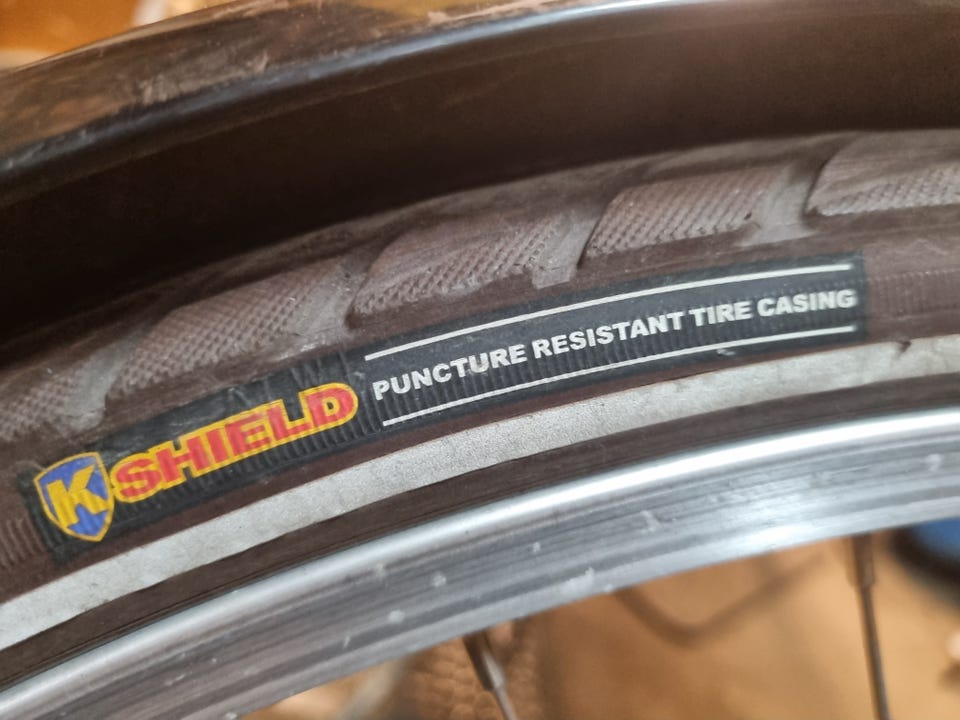 K-SHIELD
PUNCTURE RESISTANT TIRE CASING